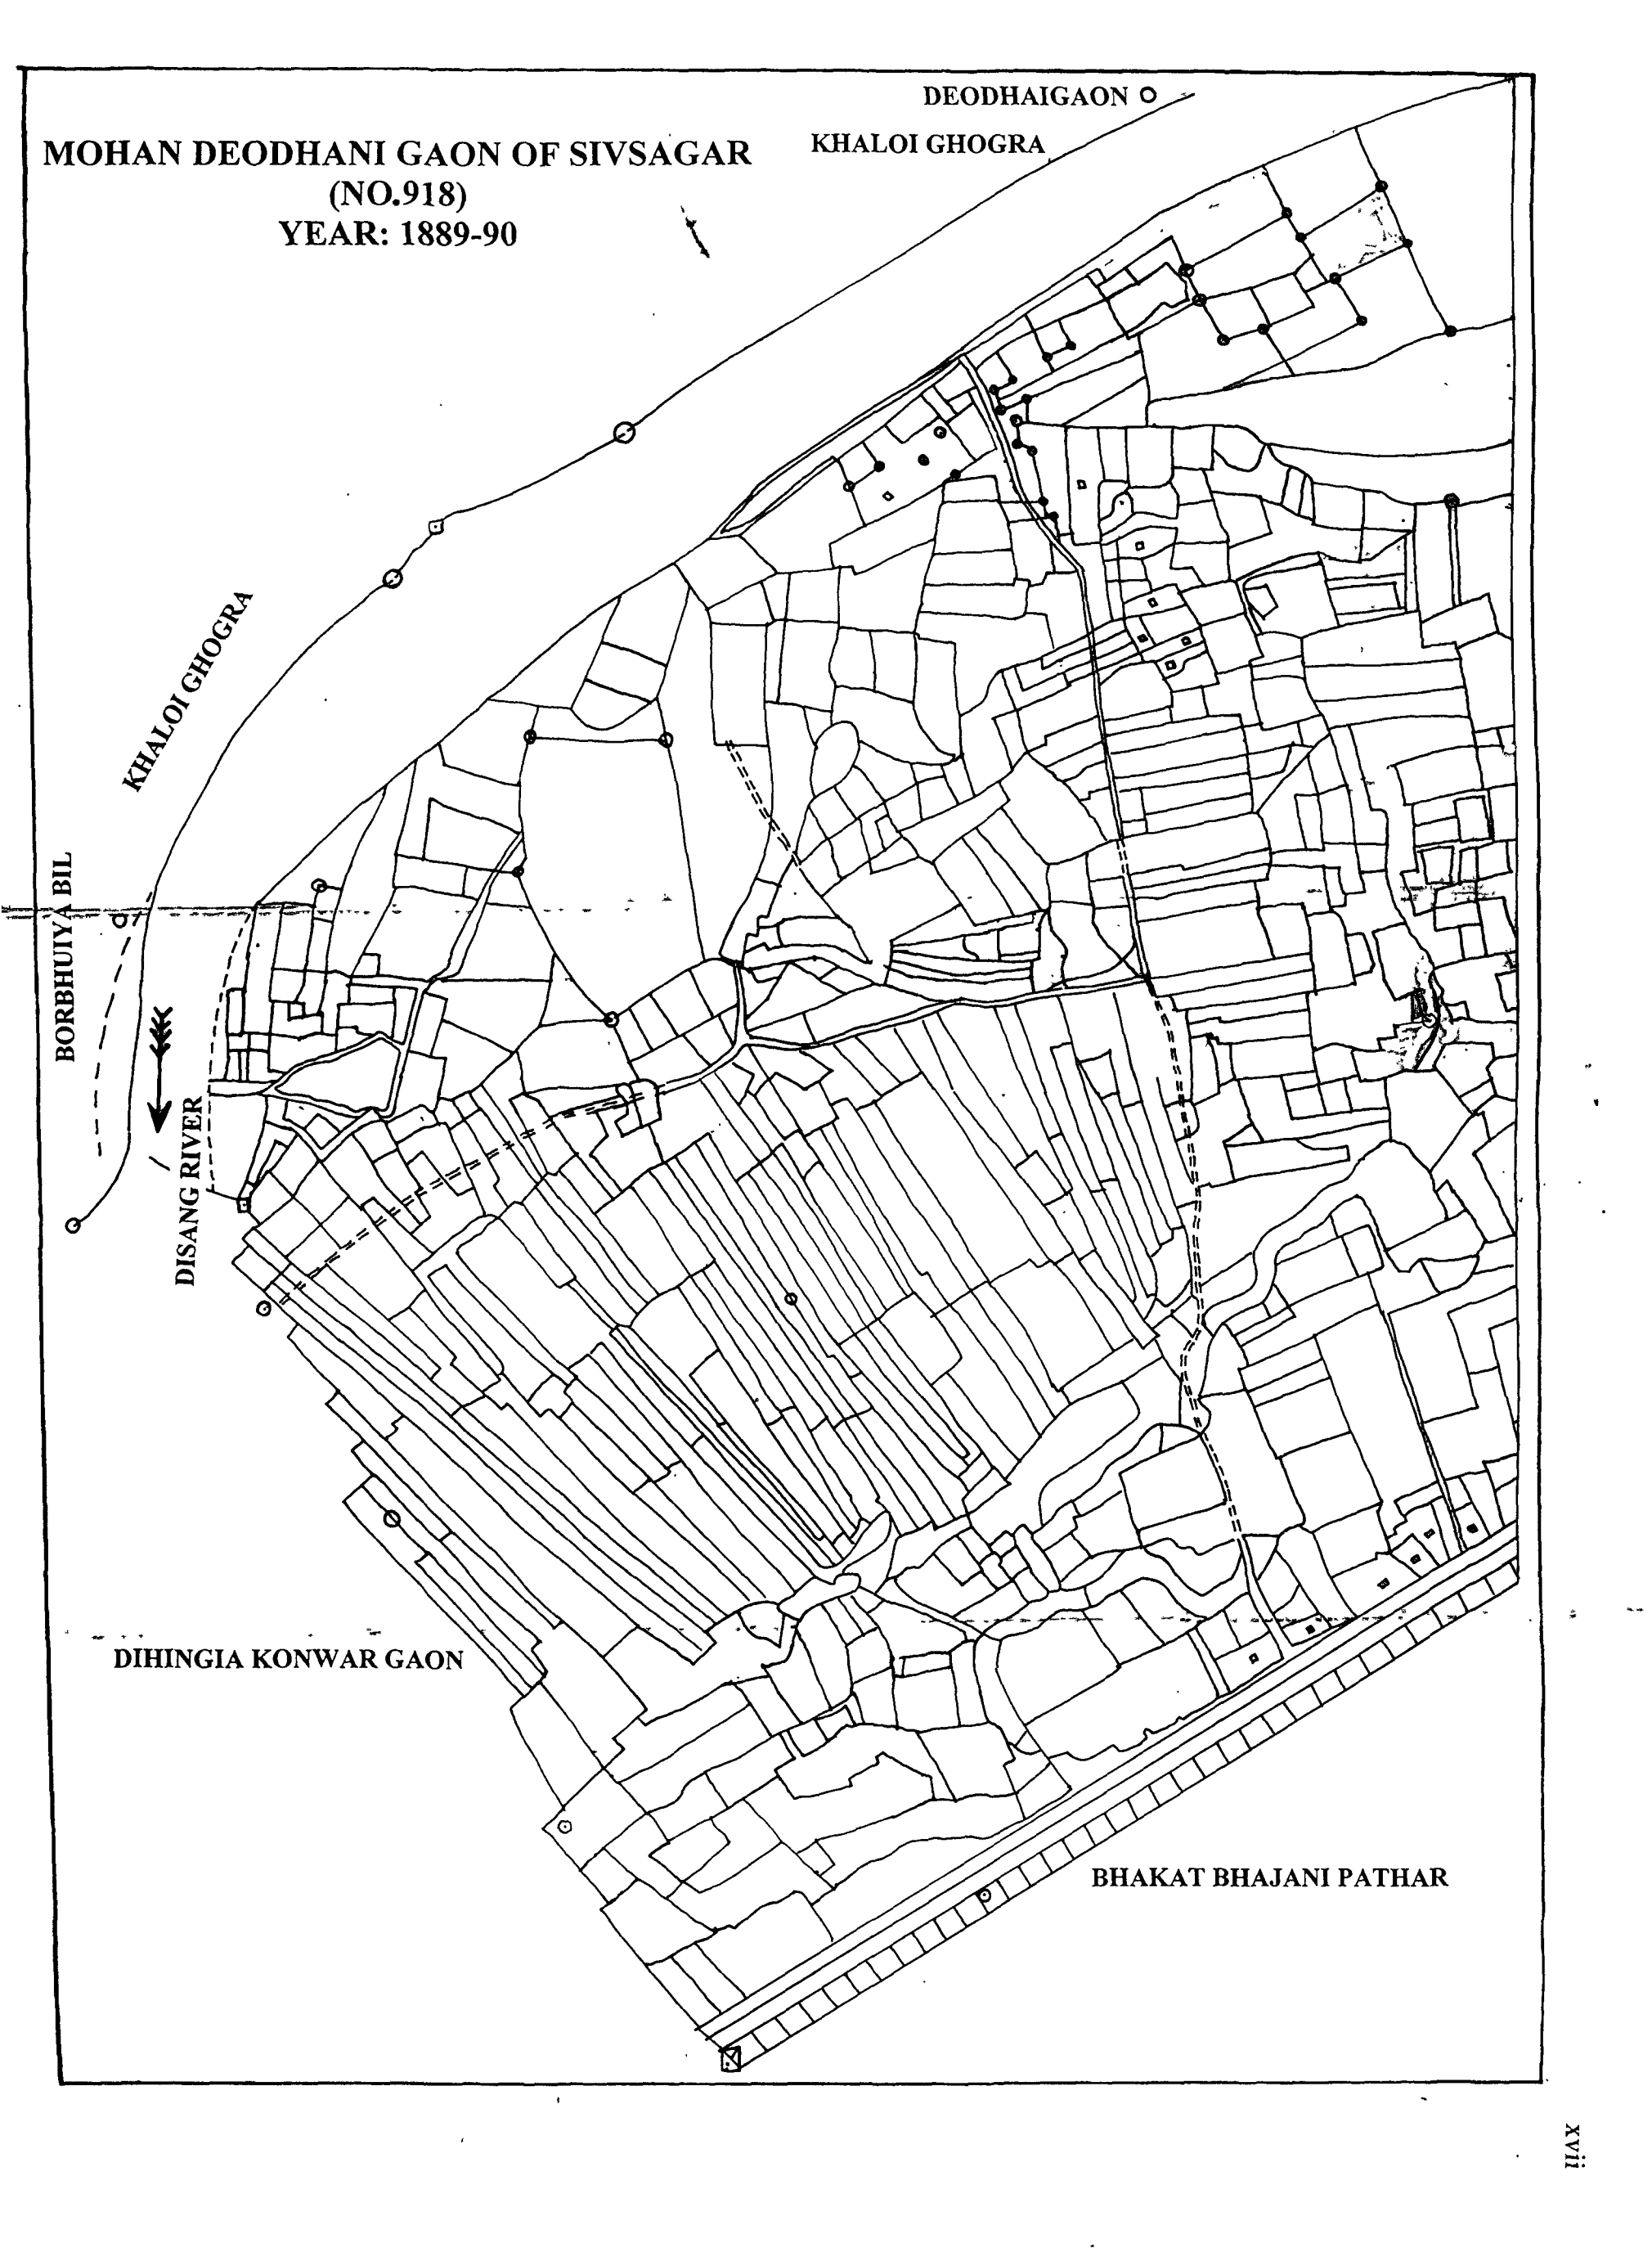 DEODHAIGAON
KHALOI GHOGRA
MOHAN DEODHANI GAON OF SIVSAGAR
(NO.918)
YEAR: 1889-90
KHALOI GHOGRA
BORBHUIYA BIL
DISANG RIVER
DIHINGIA KONWAR GAON
BHAKAT BHAJANI PATHAR
xvii